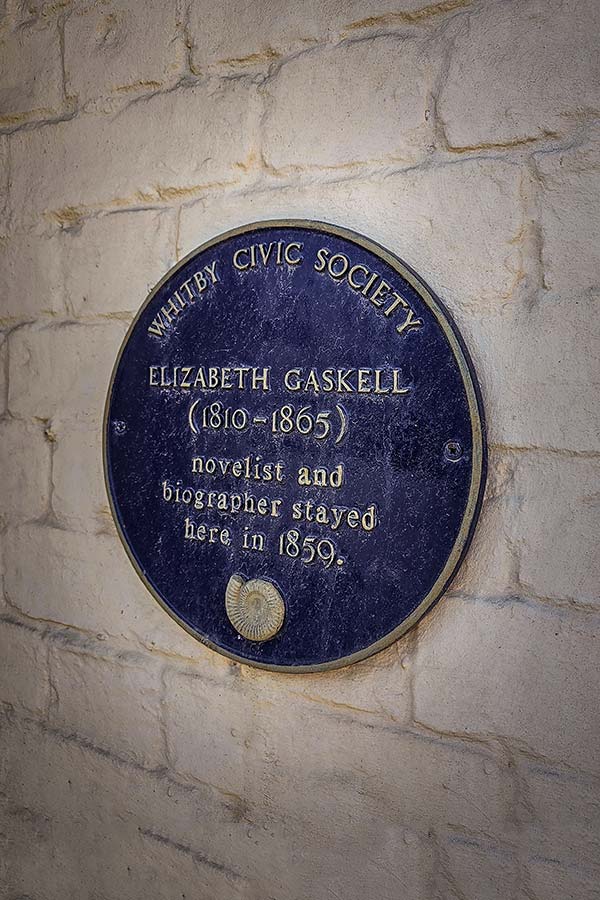 WHITBY CIVIC SOCIETY
ELIZABETH GASKELL
(1810-1865)
novelist and
biographer stayed
here in 1859.